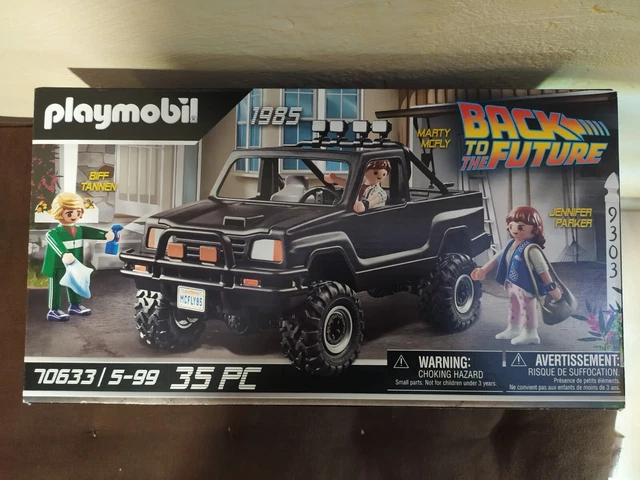 playmobil
1985
BACK
TO
THE FUTURE
MARTY
MCFLY
BIFF
TANNEN
JENNIFER
PARKER
9303
MCFLY85
70633 / 5-99 35 PC
WARNING:
CHOKING HAZARD
Small parts. Not for children under 3 years.
AVERTISSEMENT:
RISQUE DE SUFFOCATION.
Présence de petits éléments.
Ne convient pas aux enfants de moins de 3 ans.